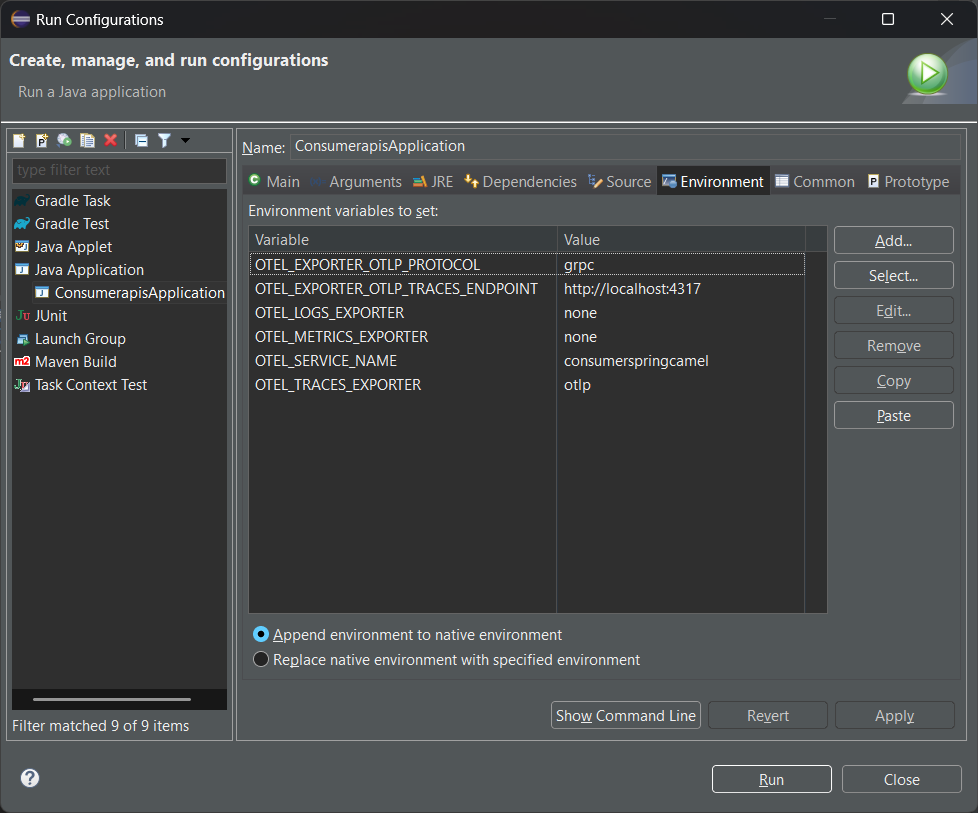 Run Configurations
Create, manage, and run configurations
Run a Java application
type filter text
Gradle Task
Gradle Test
Java Applet
Java Application
ConsumerapisApplication
JUnit
Launch Group
Maven Build
Task Context Test
Filter matched 9 of 9 items
Name: ConsumerapisApplication
Main Arguments JRE Dependencies Source Environment Common Prototype
Environment variables to set:
Variable Value
OTEL_EXPORTER_OTLP_PROTOCOL grpc
OTEL_EXPORTER_OTLP_TRACES_ENDPOINT http://localhost:4317
OTEL_LOGS_EXPORTER none
OTEL_METRICS_EXPORTER none
OTEL_SERVICE_NAME consumerspringcamel
OTEL_TRACES_EXPORTER otlp
Add...
Select...
Edit...
Remove
Copy
Paste
Append environment to native environment
Replace native environment with specified environment
Show Command Line Revert Apply
Run Close